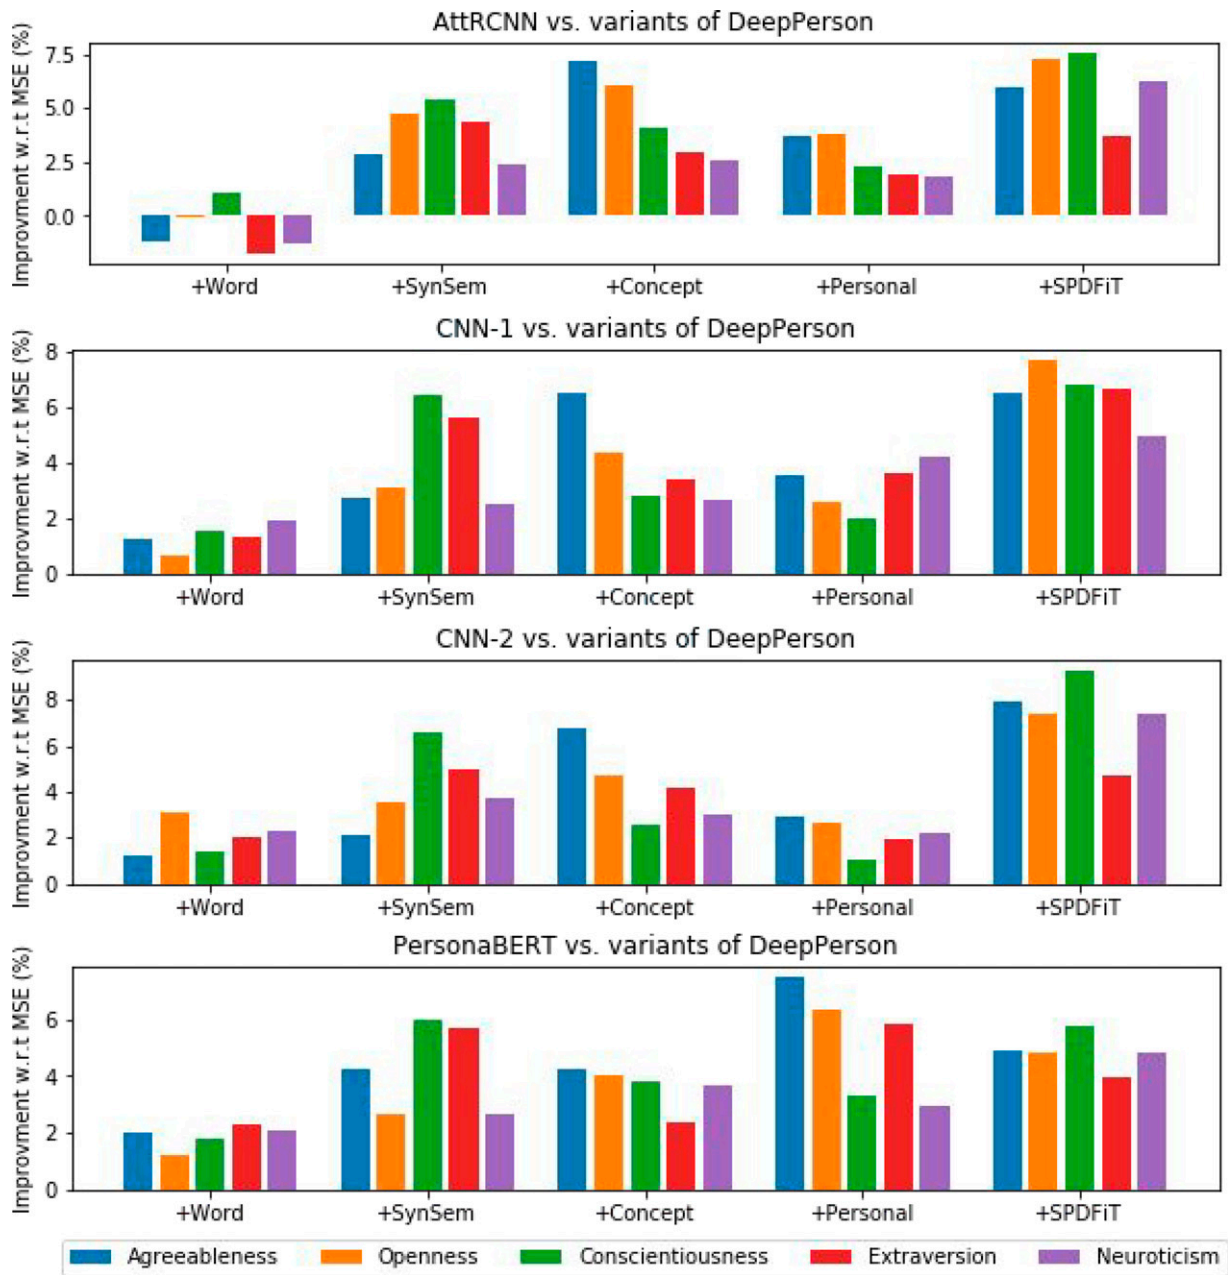 AttRCNN vs. variants of DeepPerson
Improvment w.r.t MSE (%)
7.5
5.0
2.5
0.0
+Word +SynSem +Concept +Personal +SPDFiT
CNN-1 vs. variants of DeepPerson
Improvment w.r.t MSE (%)
8
6
4
2
0
+Word +SynSem +Concept +Personal +SPDFiT
CNN-2 vs. variants of DeepPerson
Improvment w.r.t MSE (%)
8
6
4
2
0
+Word +SynSem +Concept +Personal +SPDFiT
PersonaBERT vs. variants of DeepPerson
Improvment w.r.t MSE (%)
6
4
2
0
+Word +SynSem +Concept +Personal +SPDFiT
Agreeableness Openness Conscientiousness Extraversion Neuroticism